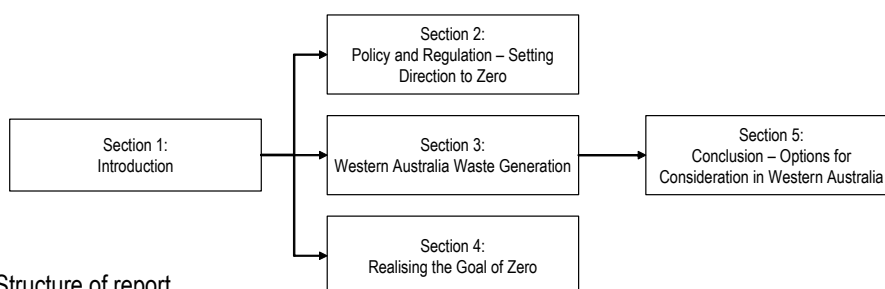 Section 2:
Policy and Regulation – Setting
Direction to Zero
Section 1:
Introduction
Section 3:
Western Australia Waste Generation
Section 5:
Conclusion – Options for
Consideration in Western Australia
Section 4:
Realising the Goal of Zero
Structure of report